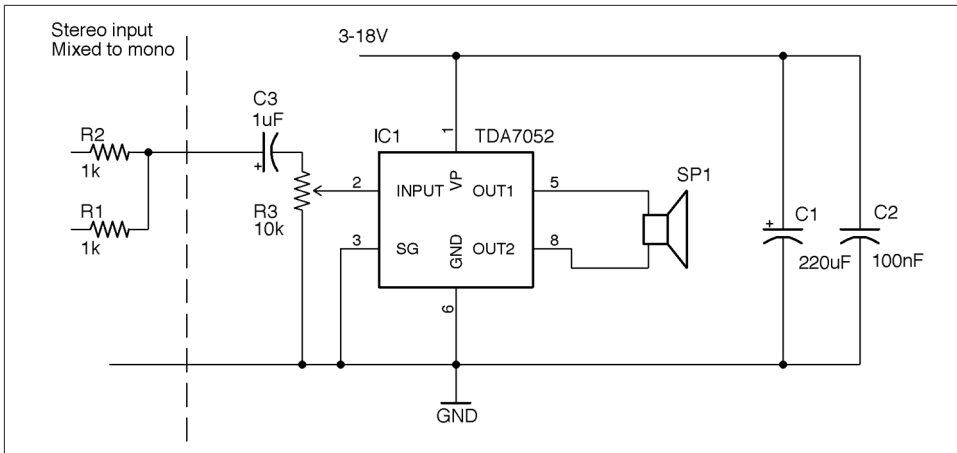 Stereo input
Mixed to mono
3-18V
C3
1uF
+
R2
1k
R1
1k
R3
10k
IC1
TDA7052
1
VP
2
INPUT
OUT1
5
3
SG
GND
OUT2
8
6
SP1
+
C1
220uF
C2
100nF
GND